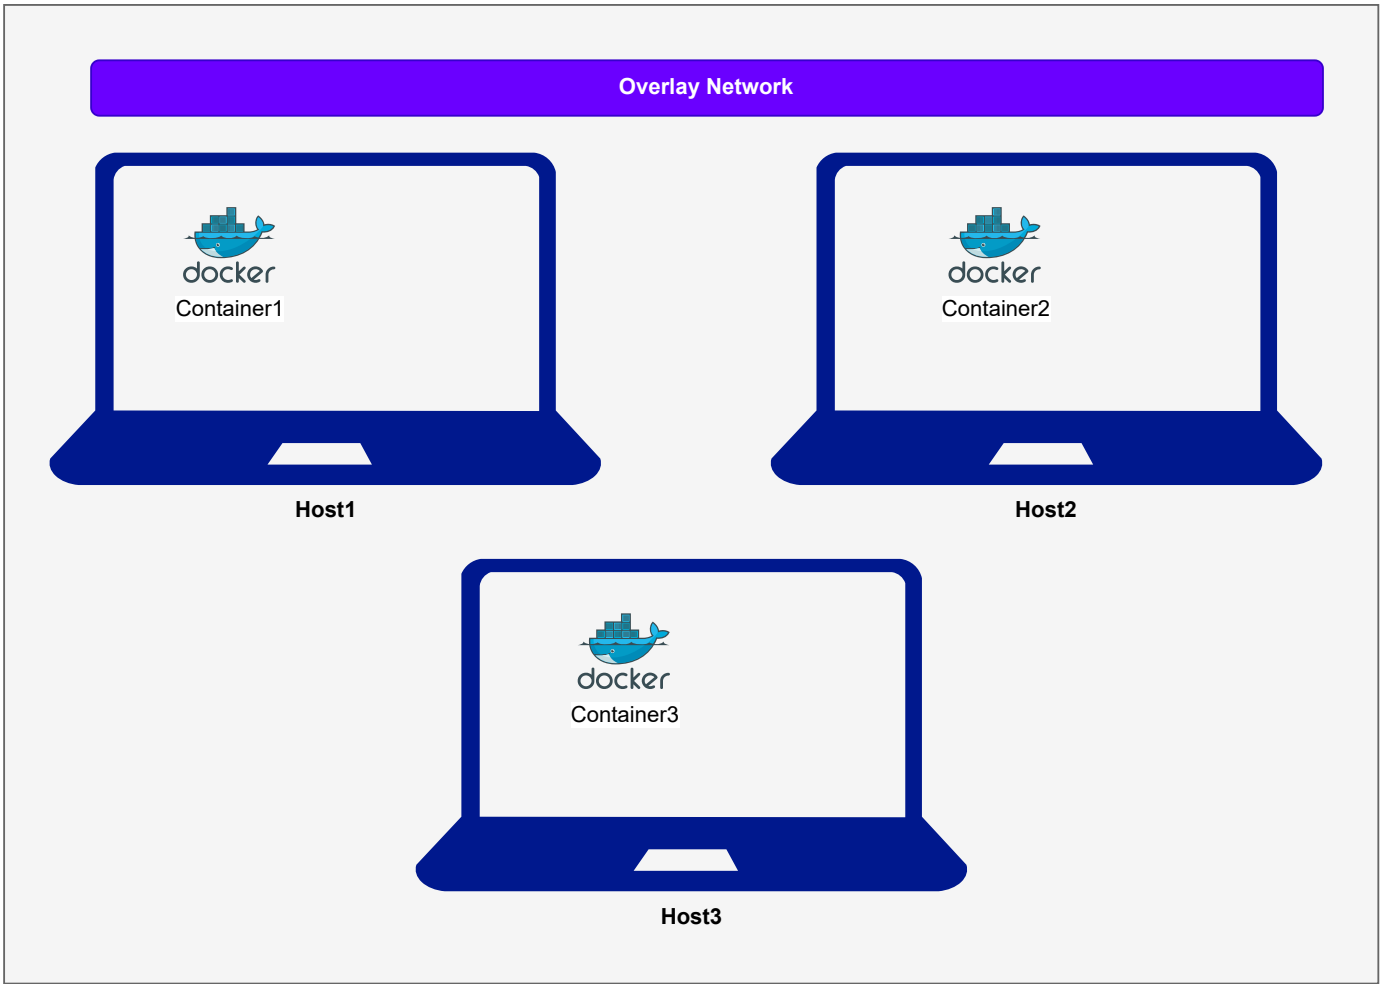 Overlay Network
docker
Container1
docker
Container2
Host1
Host2
docker
Container3
Host3